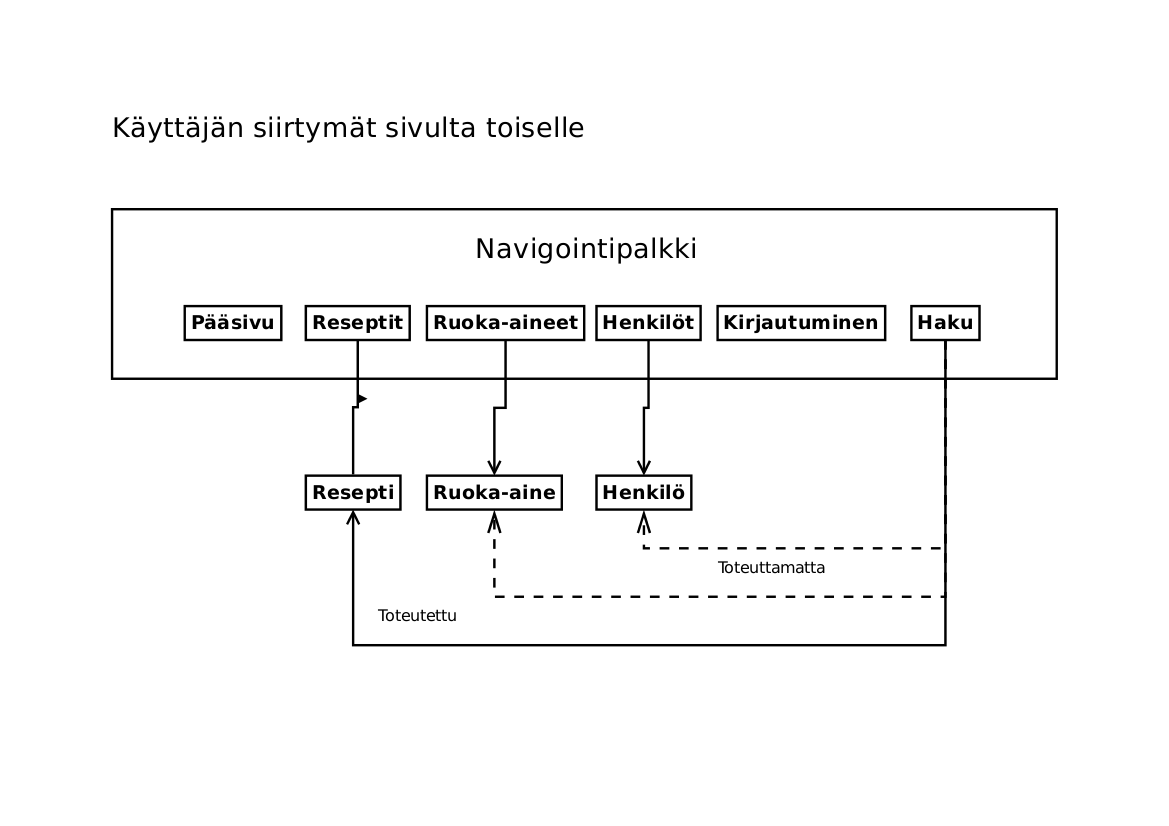 Käyttäjän siirtymät sivulta toiselle
Navigointipalkki
Pääsivu Reseptit Ruoka-aineet Henkilöt Kirjautuminen Haku
Resepti Ruoka-aine Henkilö
Toteuttamatta
Toteutettu